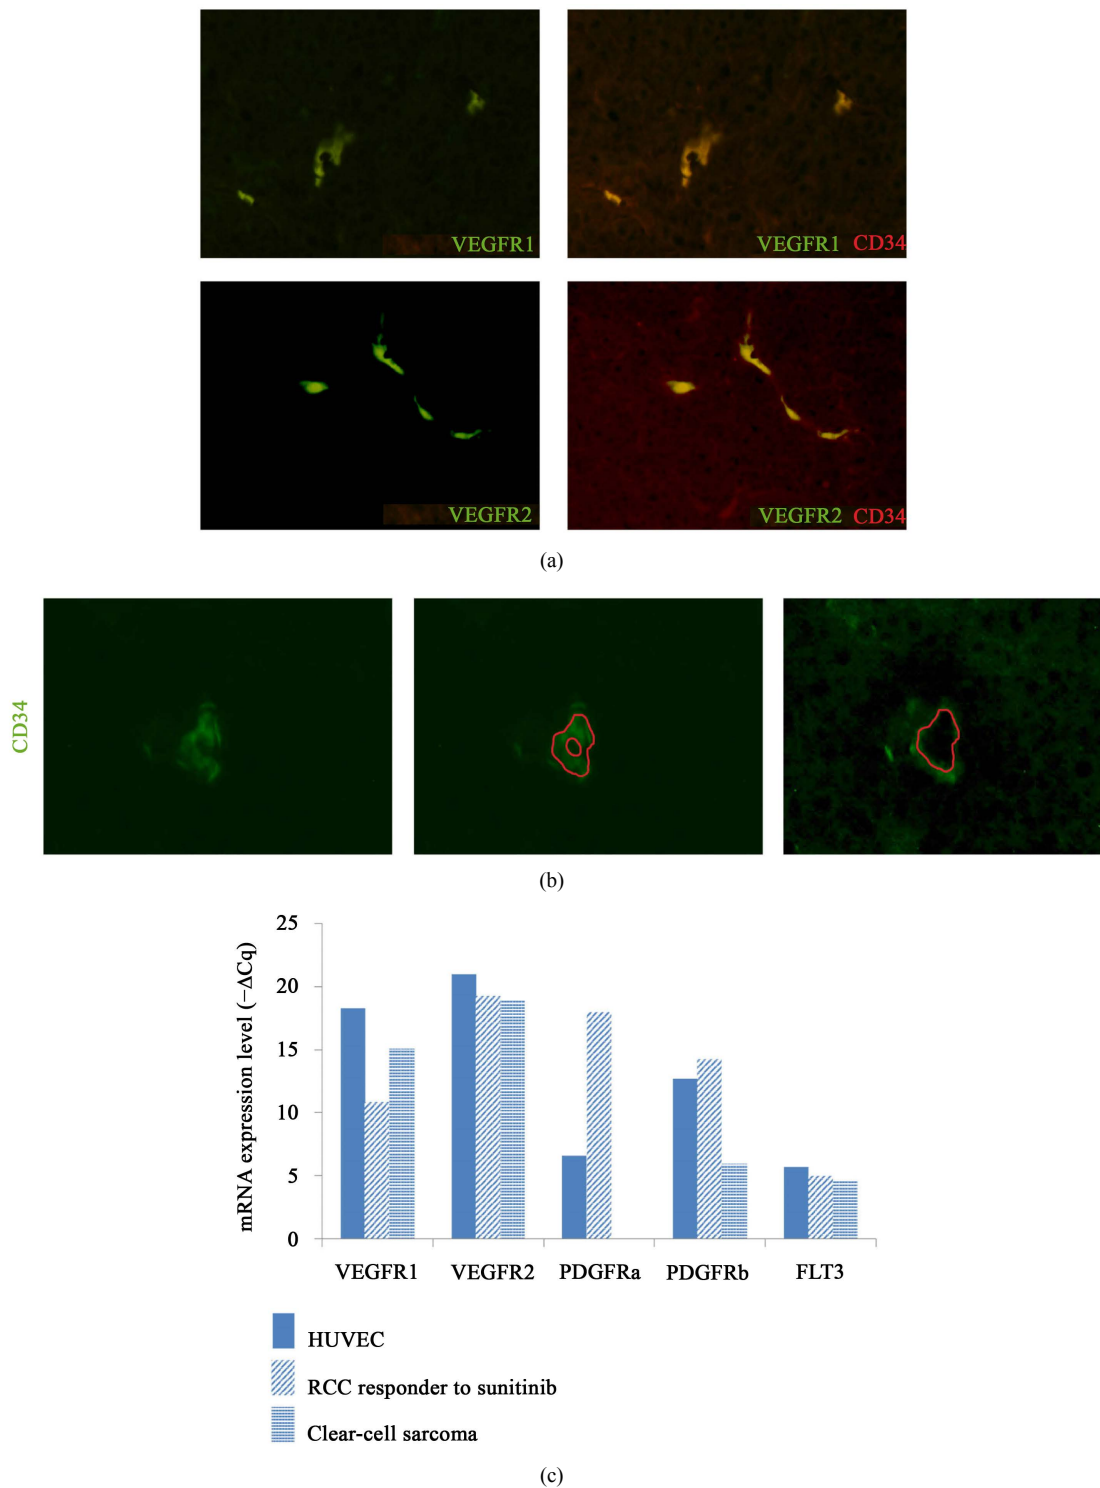 VEGFR1
VEGFR1 CD34
VEGFR2
VEGFR2 CD34
(a)
CD34
(b)
mRNA expression level (−ΔCq)
25
20
15
10
5
0
VEGFR1 VEGFR2 PDGFRa PDGFRb FLT3
HUVEC
RCC responder to sunitinib
Clear-cell sarcoma
(c)